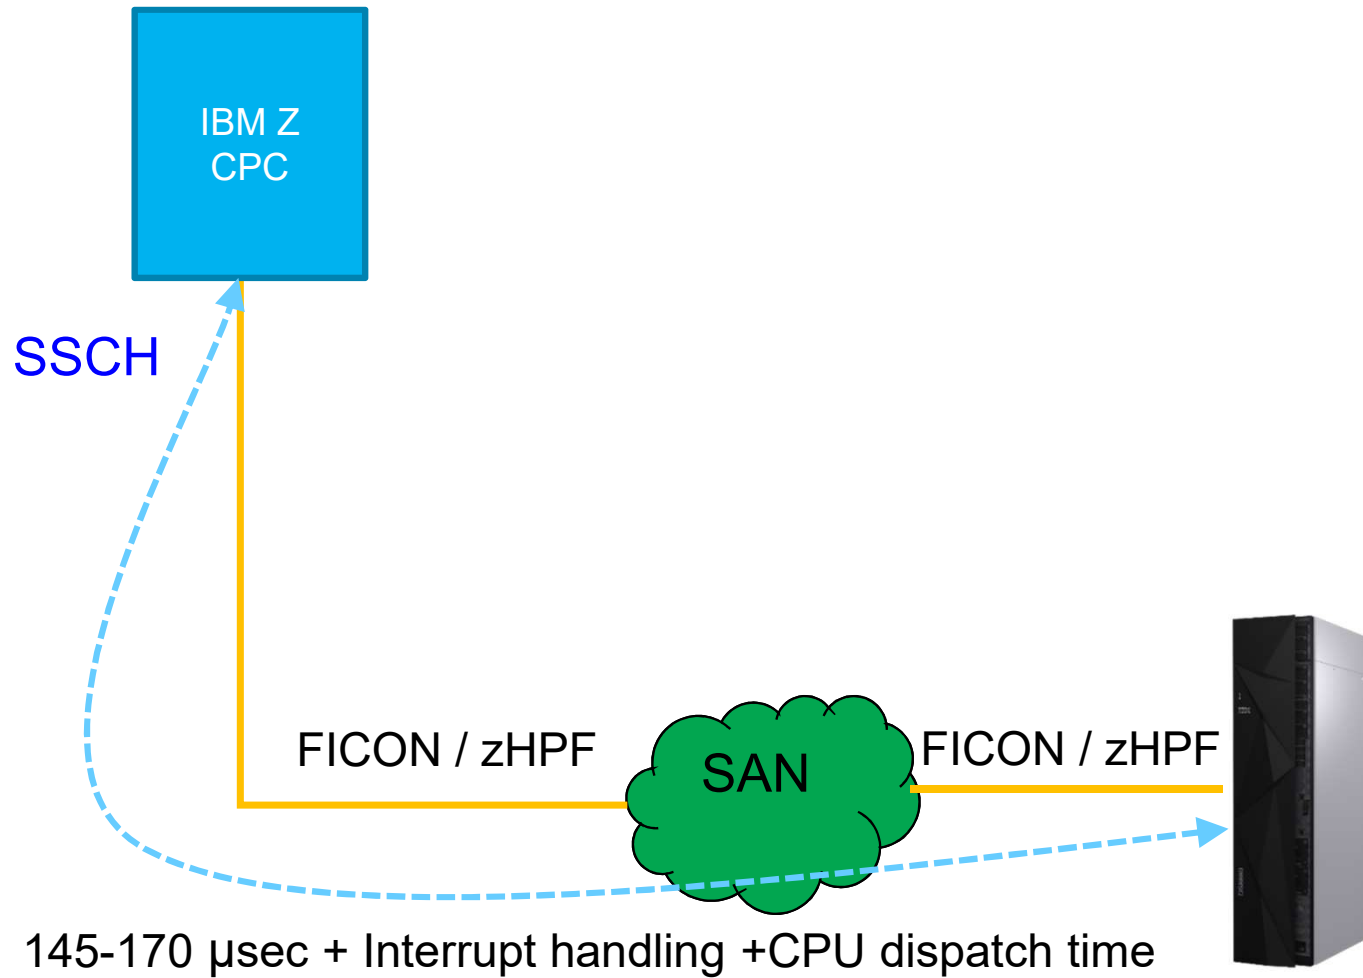 IBM Z
CPC
SSCH
FICON / zHPF
SAN
FICON / zHPF
145-170 µsec + Interrupt handling +CPU dispatch time